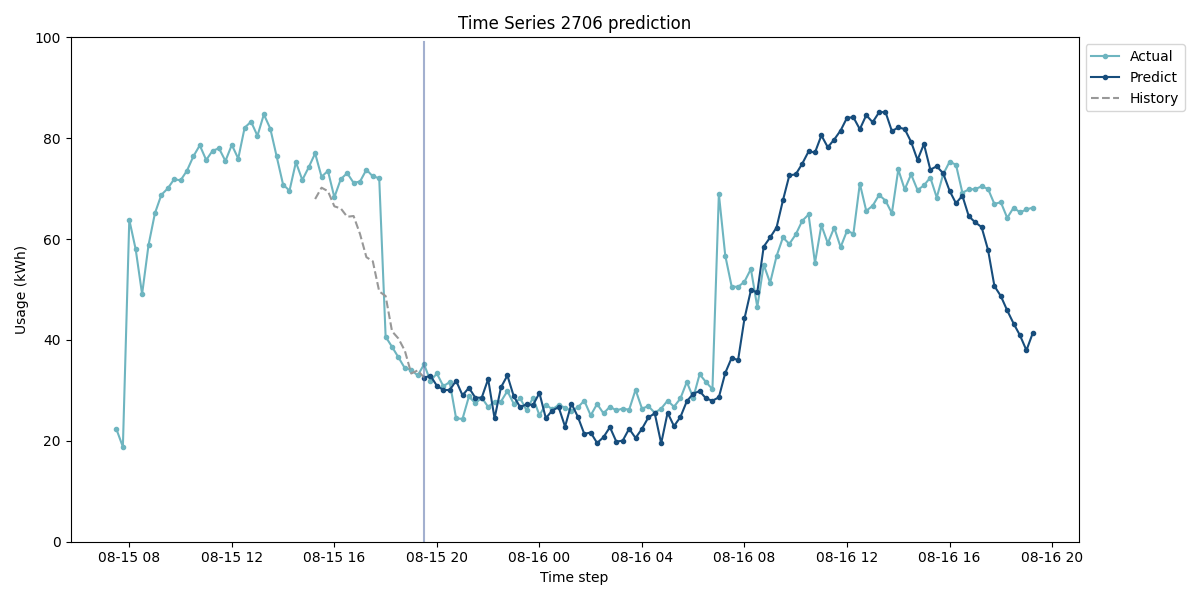 Time Series 2706 prediction
100
80
60
40
20
0
Usage (kWh)
08-15 08
08-15 12
08-15 16
08-15 20
08-16 00
08-16 04
08-16 08
08-16 12
08-16 16
08-16 20
Time step
Actual
Predict
History